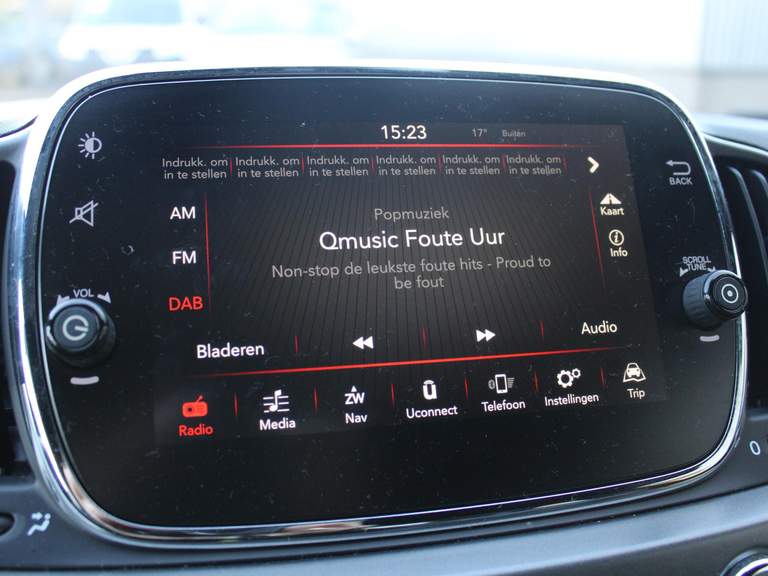 15:23 17° Buiten
Indrukk. om in te stellen
Indrukk. om in te stellen
Indrukk. om in te stellen
Indrukk. om in te stellen
Indrukk. om in te stellen
Indrukk. om in te stellen
BACK
AM
FM
DAB
Popmuziek
Qmusic Foute Uur
Non-stop de leukste foute hits - Proud to
be fout
Kaart
Info
VOL
SCROLL
TUNE
Bladeren
Audio
Radio
Media
ZW
Nav
Uconnect
Telefoon
Instellingen
Trip
0